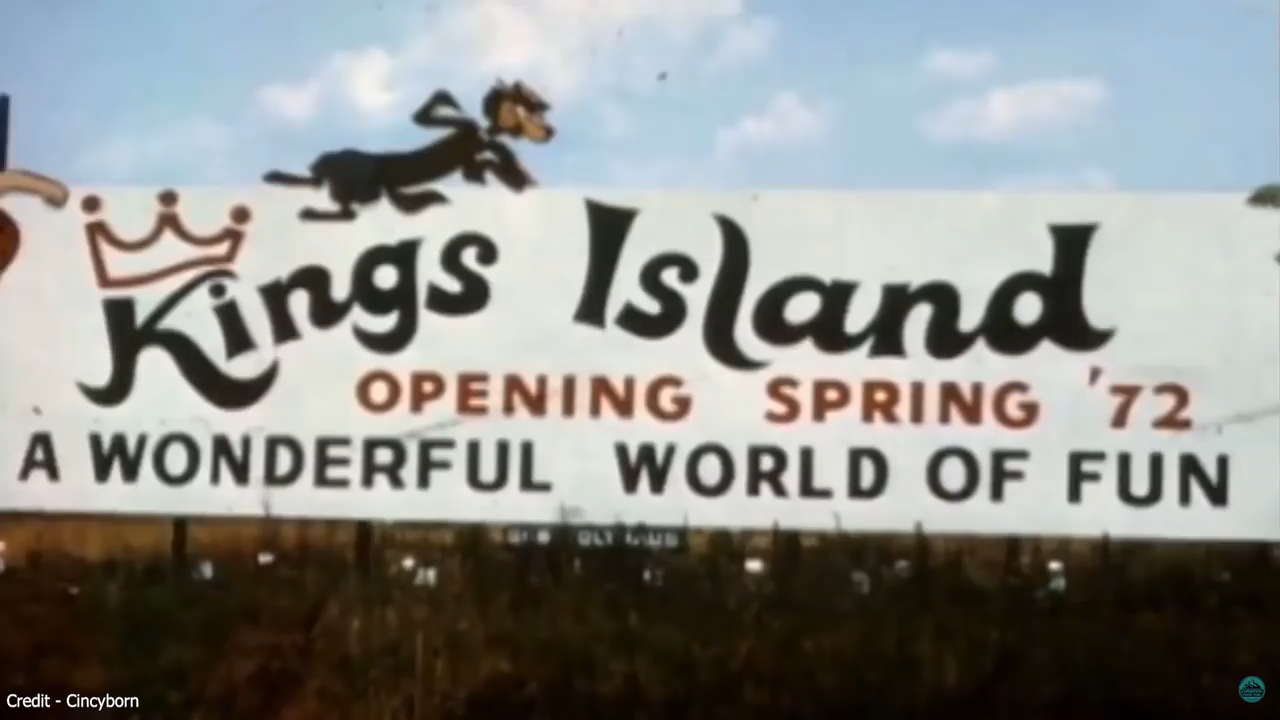 Kings Island
OPENING SPRING '72
A WONDERFUL WORLD OF FUN
Credit - Cincyborn